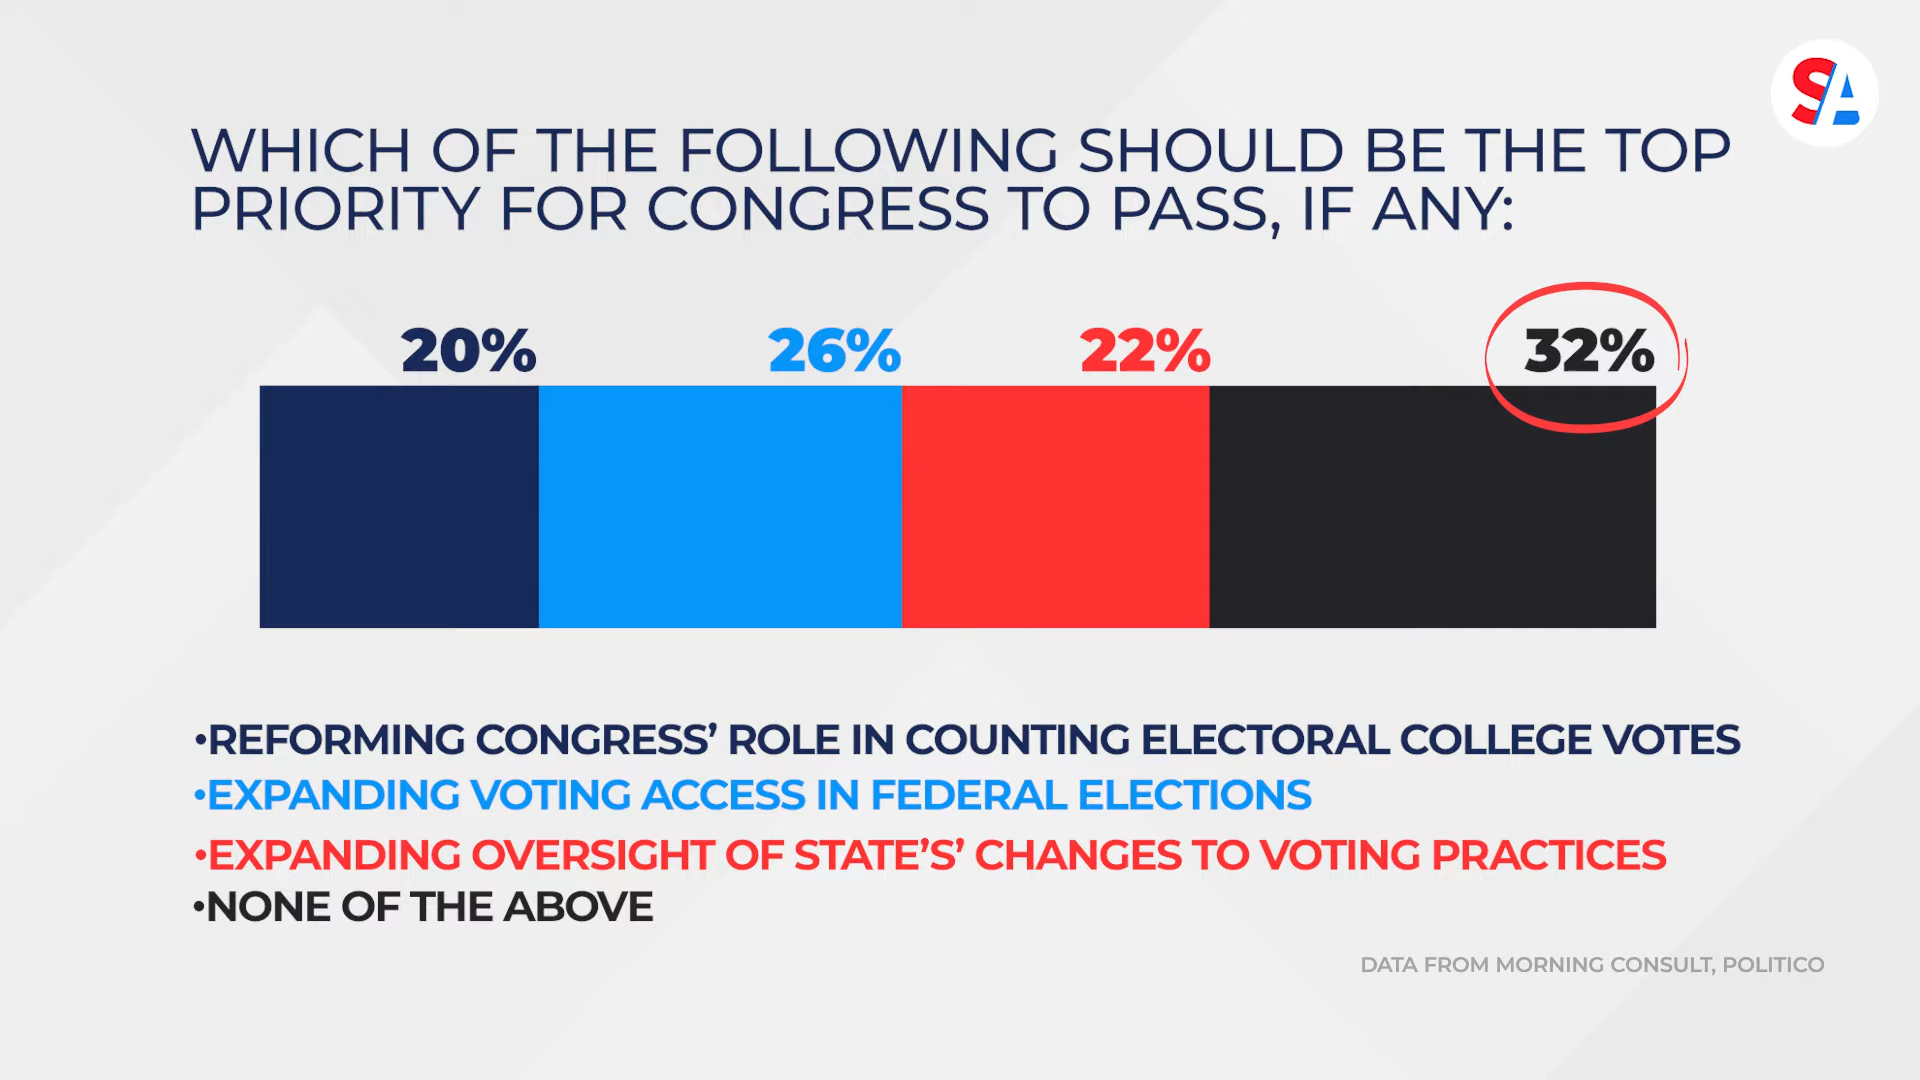 SA
WHICH OF THE FOLLOWING SHOULD BE THE TOP
PRIORITY FOR CONGRESS TO PASS, IF ANY:
20% 26% 22% 32%
•REFORMING CONGRESS’ ROLE IN COUNTING ELECTORAL COLLEGE VOTES
•EXPANDING VOTING ACCESS IN FEDERAL ELECTIONS
•EXPANDING OVERSIGHT OF STATE’S’ CHANGES TO VOTING PRACTICES
•NONE OF THE ABOVE
DATA FROM MORNING CONSULT, POLITICO